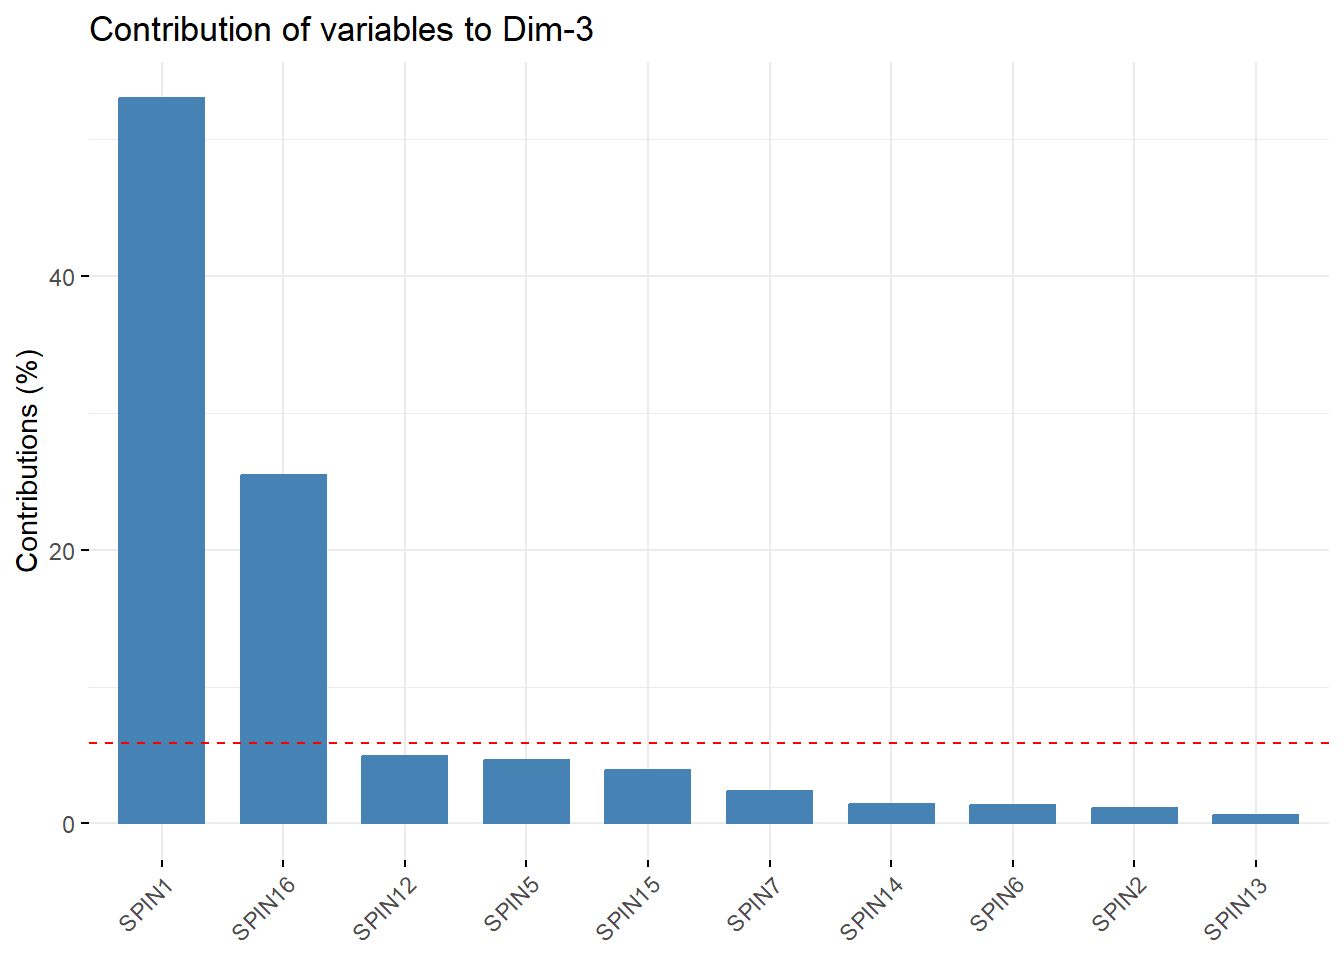 Contribution of variables to Dim-3
Contributions (%)
40
20
0
SPIN1
SPIN16
SPIN12
SPIN5
SPIN15
SPIN7
SPIN14
SPIN6
SPIN2
SPIN13